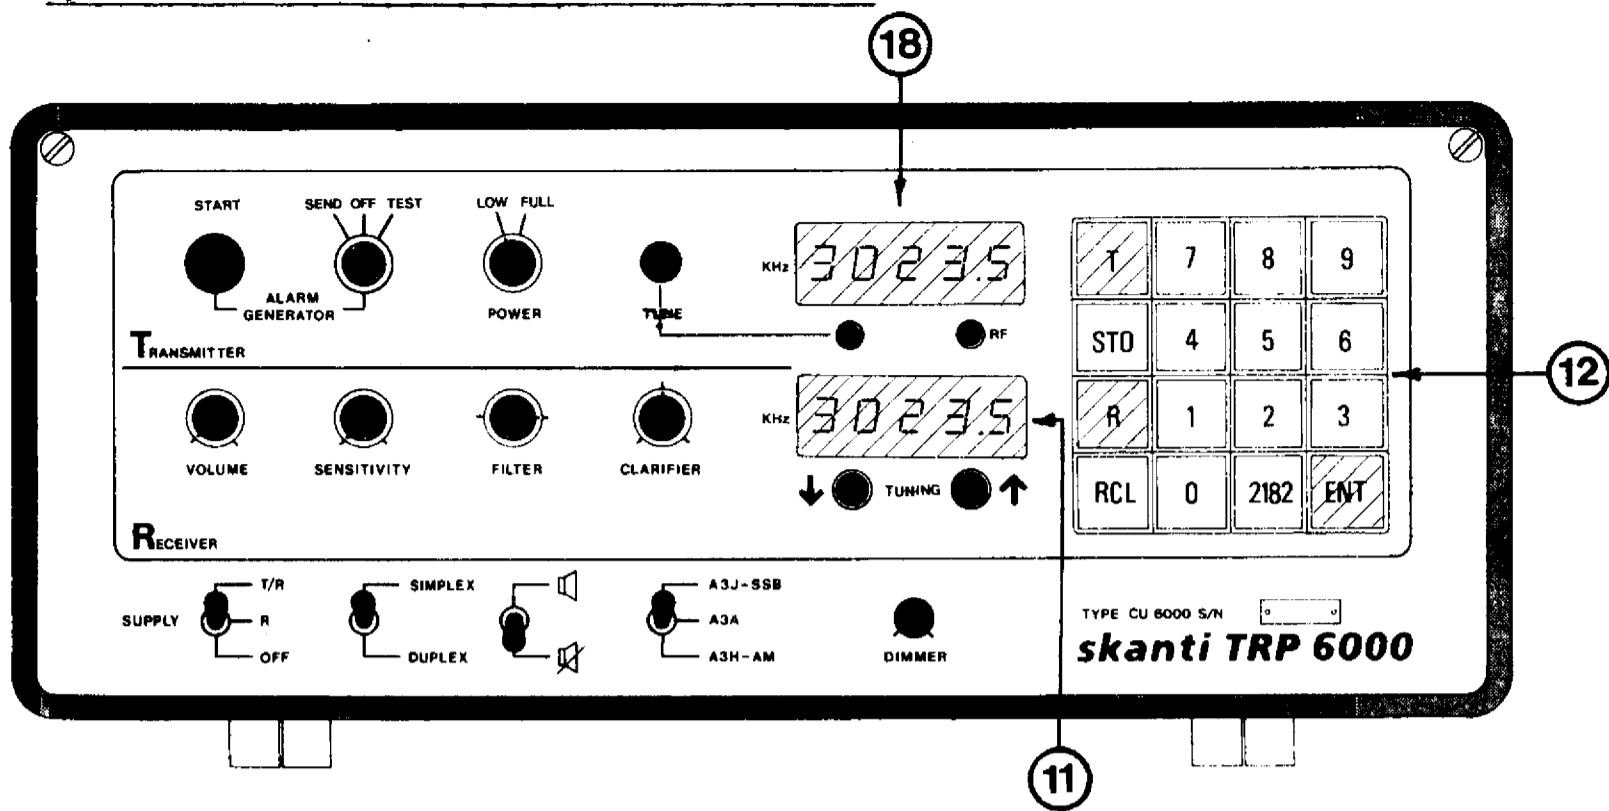 18
START
SEND OFF TEST
LOW FULL
KHz 3023.5
T 7 8 9
ALARM
GENERATOR
POWER
TUNE
RF
TRANSMITTER
STO 4 5 6
12
KHz 3023.5
R 1 2 3
VOLUME
SENSITIVITY
FILTER
CLARIFIER
TUNING
RCL 0 2182 ENT
RECEIVER
SUPPLY
T/R
R
OFF
SIMPLEX
DUPLEX
A3J-SSB
A3A
A3H-AM
DIMMER
TYPE CU 6000 S/N
skanti TRP 6000
11